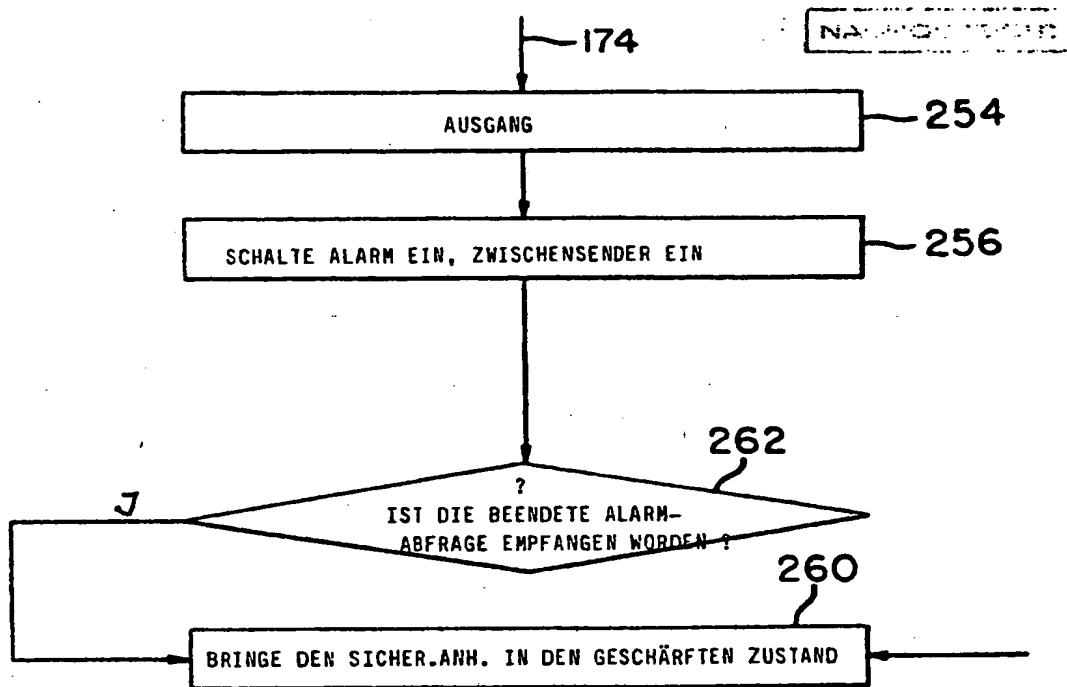 174
AUSGANG
254
SCHALTE ALARM EIN, ZWISCHENSENDER EIN
256
262
?
J
IST DIE BEENDETE ALARM-
ABFRAGE EMPFANGEN WORDEN ?
260
BRINGE DEN SICHER.ANH. IN DEN GESCHÄRFTEN ZUSTAND